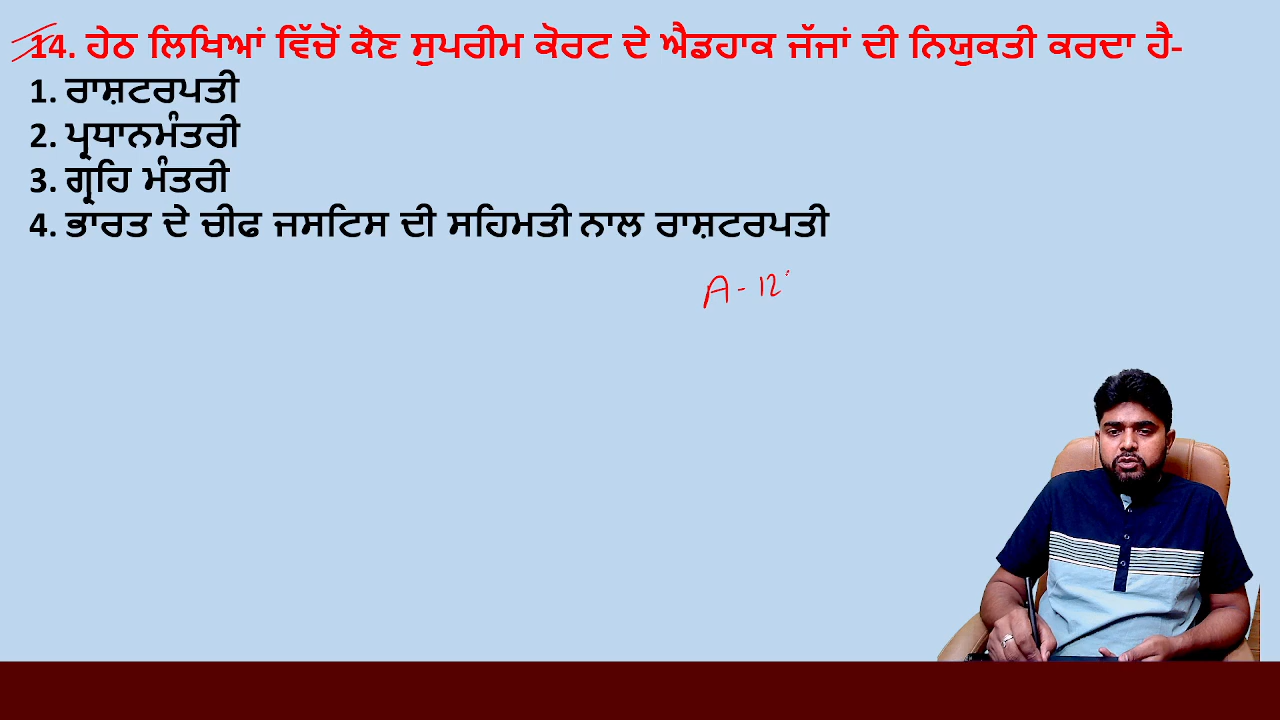 14. ਹੇਠ ਲਿਖਿਆਂ ਵਿੱਚੋਂ ਕੌਣ ਸੁਪਰੀਮ ਕੋਰਟ ਦੇ ਐਡਹਾਕ ਜੱਜਾਂ ਦੀ ਨਿਯੁਕਤੀ ਕਰਦਾ ਹੈ-
1. ਰਾਸ਼ਟਰਪਤੀ
2. ਪ੍ਰਧਾਨਮੰਤਰੀ
3. ਗ੍ਰਹਿ ਮੰਤਰੀ
4. ਭਾਰਤ ਦੇ ਚੀਫ ਜਸਟਿਸ ਦੀ ਸਹਿਮਤੀ ਨਾਲ ਰਾਸ਼ਟਰਪਤੀ
A - 12